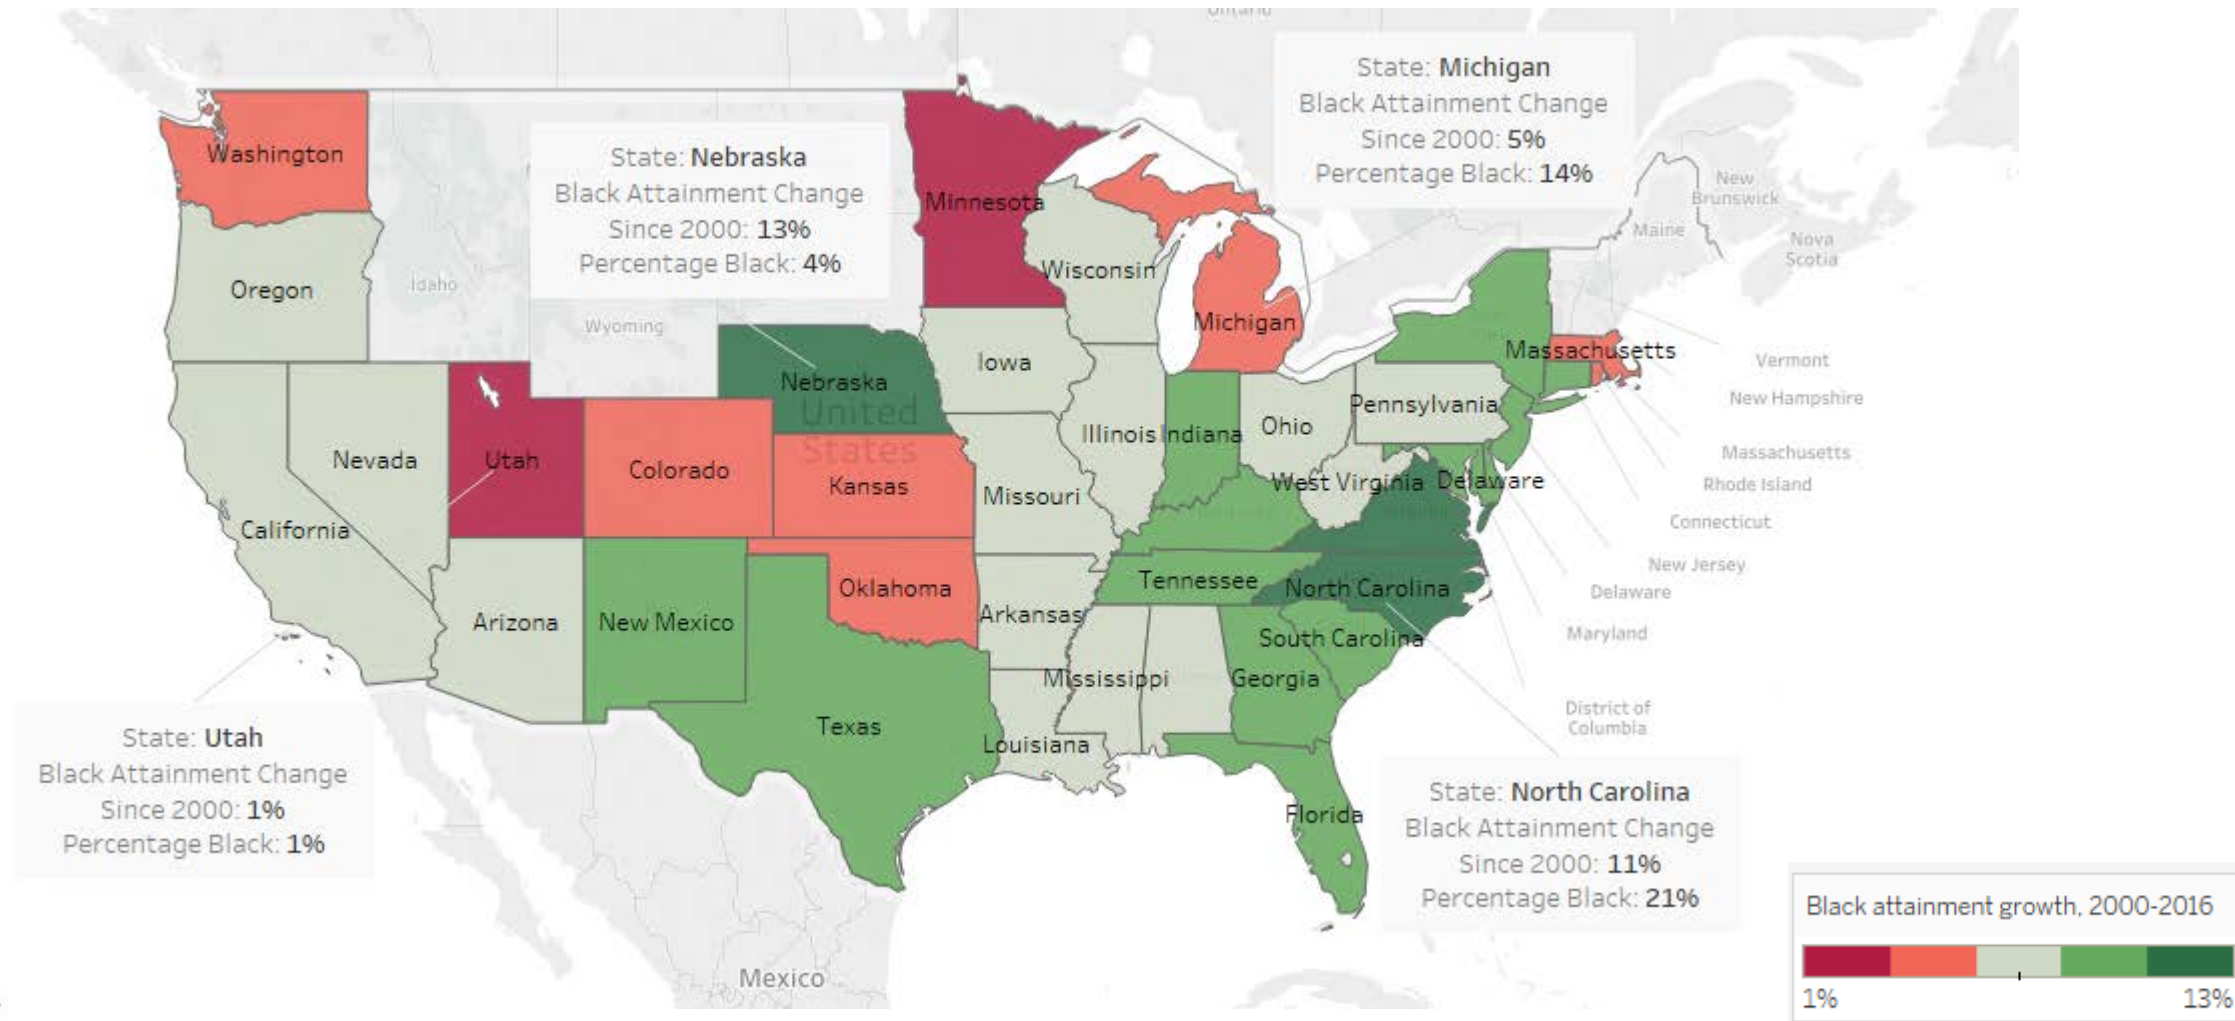 Ontario
State: Michigan
Black Attainment Change
Since 2000: 5%
Percentage Black: 14%
State: Nebraska
Black Attainment Change
Since 2000: 13%
Percentage Black: 4%
Washington
Minnesota
New
Brunswick
Maine
Nova
Scotia
Oregon
Idaho
Wisconsin
Wyoming
Michigan
Massachusetts
Vermont
Iowa
Nebraska
United
States
New Hampshire
Pennsylvania
Illinois
Indiana
Ohio
Nevada
Utah
Colorado
Kansas
Massachusetts
West Virginia
Delaware
Rhode Island
Missouri
Connecticut
California
New Jersey
Tennessee
North Carolina
Oklahoma
Delaware
Arkansas
Arizona
New Mexico
Maryland
South Carolina
Mississippi
Georgia
District of
Columbia
Texas
Louisiana
State: Utah
Black Attainment Change
Since 2000: 1%
Percentage Black: 1%
Florida
State: North Carolina
Black Attainment Change
Since 2000: 11%
Percentage Black: 21%
Mexico
Black attainment growth, 2000-2016
1%
13%